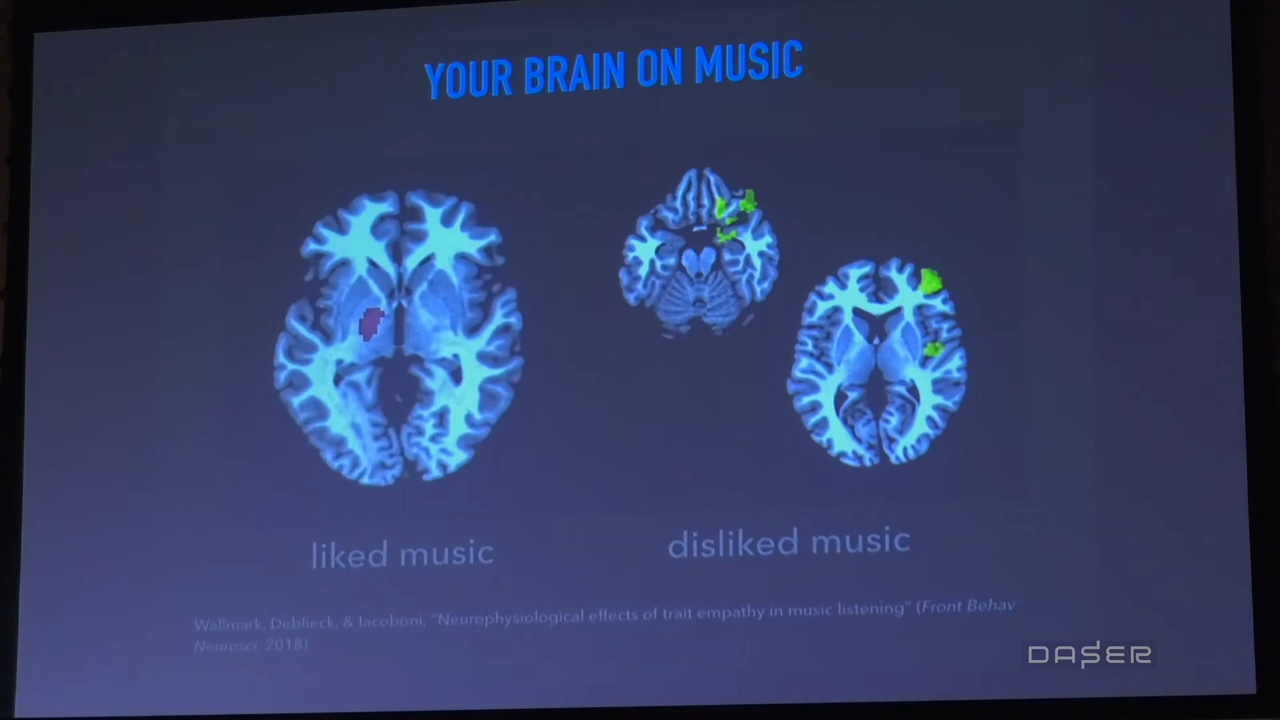 YOUR BRAIN ON MUSIC
liked music
disliked music
Wallmark, Deblieck, & Iacoboni, "Neurophysiological effects of trait empathy in music listening" (Front Behav
Neurosci, 2018)
DASER